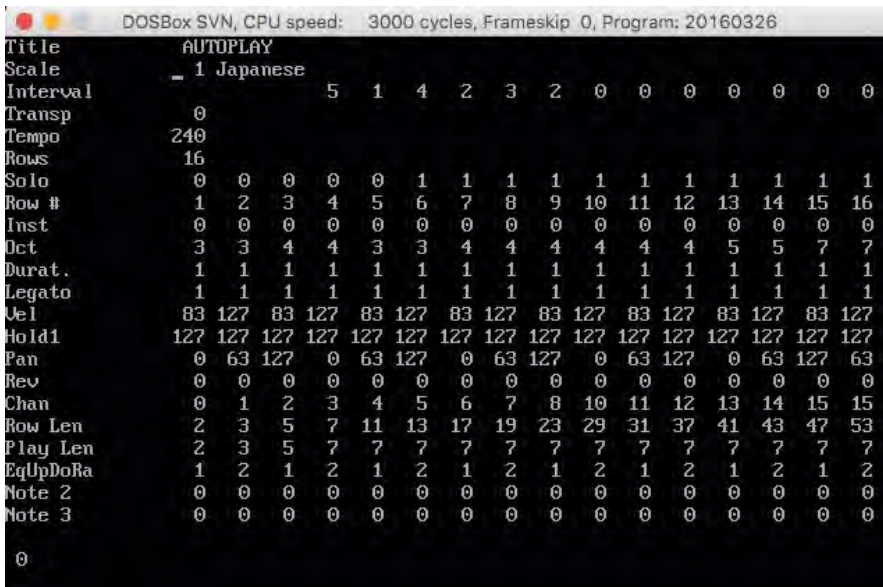 DOSBox SVN, CPU speed: 3000 cycles, Frameskip 0, Program: 20160326
Title AUTOPLAY
Scale _ 1 Japanese
Interval 5 1 4 2 3 2 0 0 0 0 0 0 0
Transp 0
Tempo 240
Rows 16
Solo 0 0 0 0 0 1 1 1 1 1 1 1 1 1 1 1
Row # 1 2 3 4 5 6 7 8 9 10 11 12 13 14 15 16
Inst 0 0 0 0 0 0 0 0 0 0 0 0 0 0 0 0
Oct 3 3 4 4 3 3 4 4 4 4 4 4 5 5 7 7
Durat. 1 1 1 1 1 1 1 1 1 1 1 1 1 1 1 1
Legato 1 1 1 1 1 1 1 1 1 1 1 1 1 1 1 1
Vel 83 127 83 127 83 127 83 127 83 127 83 127 83 127 83 127
Hold1 127 127 127 127 127 127 127 127 127 127 127 127 127 127 127 127
Pan 0 63 127 0 63 127 0 63 127 0 63 127 0 63 127 63
Rev 0 0 0 0 0 0 0 0 0 0 0 0 0 0 0 0
Chan 0 1 2 3 4 5 6 7 8 10 11 12 13 14 15 15
Row Len 2 3 5 7 11 13 17 19 23 29 31 37 41 43 47 53
Play Len 2 3 5 7 7 7 7 7 7 7 7 7 7 7 7 7
EqUpDoRa 1 2 1 2 1 2 1 2 1 2 1 2 1 2 1 2
Note 2 0 0 0 0 0 0 0 0 0 0 0 0 0 0 0 0
Note 3 0 0 0 0 0 0 0 0 0 0 0 0 0 0 0 0
0